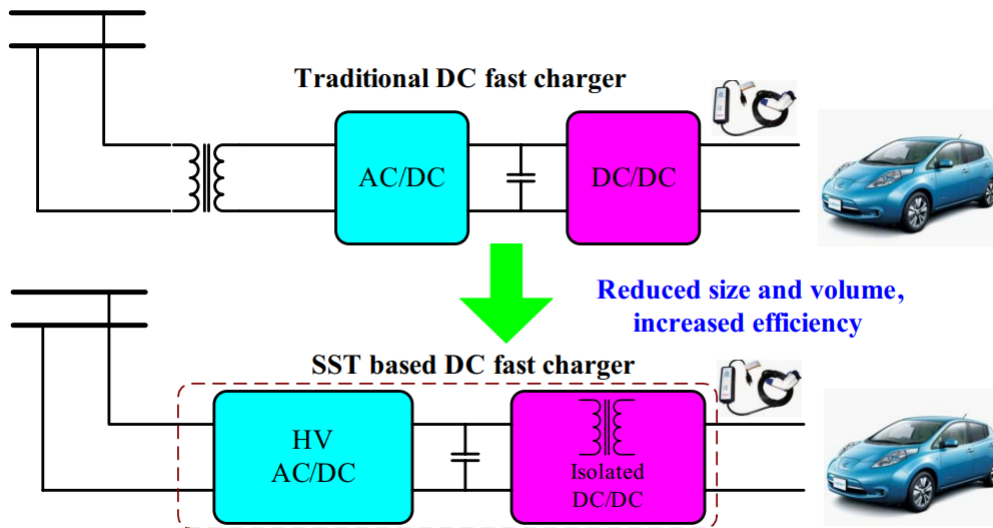 Traditional DC fast charger
AC/DC
DC/DC
Reduced size and volume,
increased efficiency
SST based DC fast charger
HV
AC/DC
Isolated
DC/DC